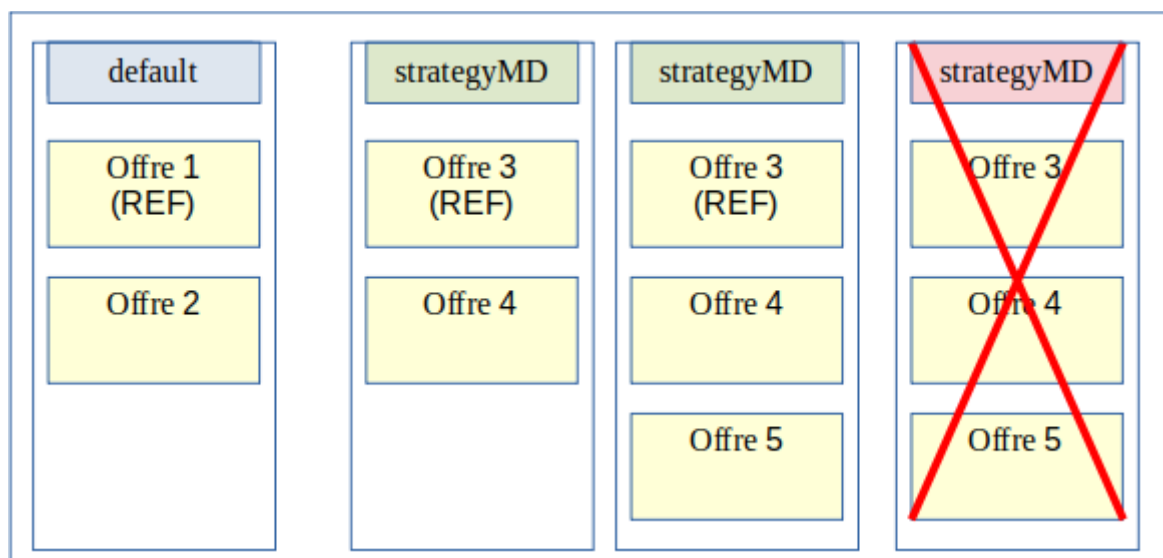 default
Offre 1
(REF)
Offre 2
strategyMD
Offre 3
(REF)
Offre 4
strategyMD
Offre 3
(REF)
Offre 4
Offre 5
strategyMD
Offre 3
Offre 4
Offre 5